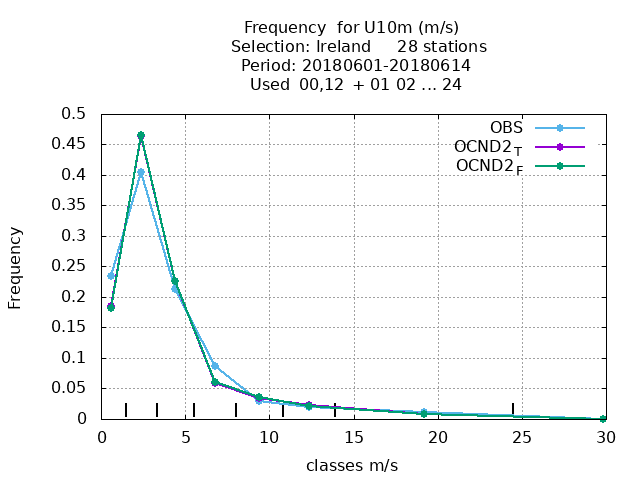 Frequency  for U10m (m/s)
Selection: Ireland     28 stations
Period: 20180601-20180614
Used  00,12  + 01 02 ... 24
0.5
0.45
0.4
0.35
0.3
0.25
0.2
0.15
0.1
0.05
0
Frequency
OBS
OCND2T
OCND2F
0 5 10 15 20 25 30
classes m/s